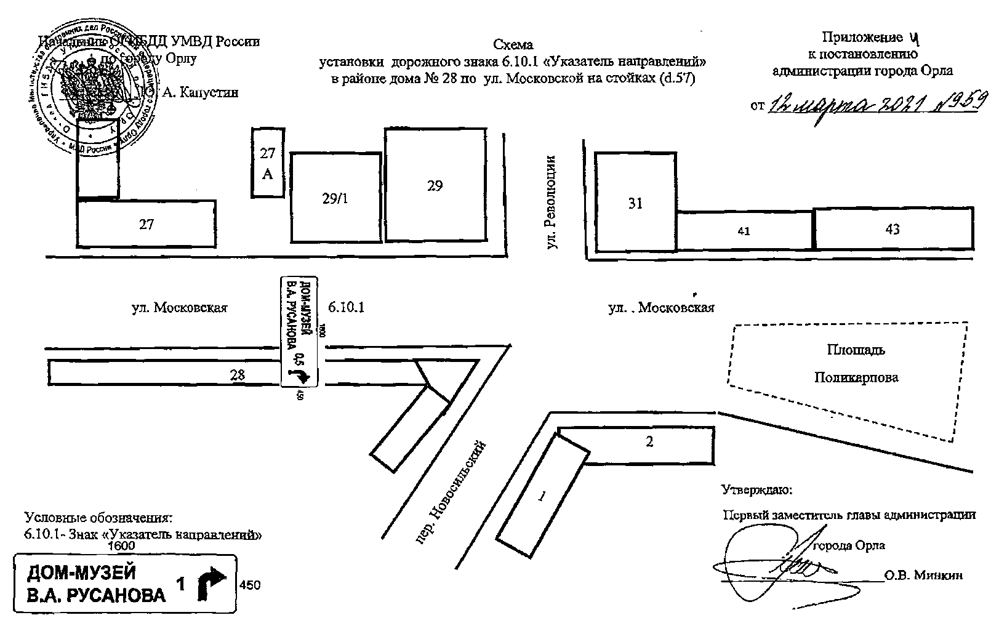 Начальник ОГИБДД УМВД России
по городу Орлу
Ю. А. Капустин
Схема
установки дорожного знака 6.10.1 «Указатель направлений»
в районе дома № 28 по ул. Московской на стойках (d.57)
Приложение 4
к постановлению
администрации города Орла
от 12 марта 2021 №959
27
27
А
29/1
29
ул. Революции
31
41
43
ул. Московская
ДОМ-МУЗЕЙ
В.А. РУСАНОВА
0,5
1800
450
6.10.1
ул. . Московская
Площадь
Поликарпова
28
2
1
пер. Новосильский
Условные обозначения:
6.10.1- Знак «Указатель направлений»
1600
ДОМ-МУЗЕЙ
В.А. РУСАНОВА
1
450
Утверждаю:
Первый заместитель главы администрации
города Орла
О.В. Минкин